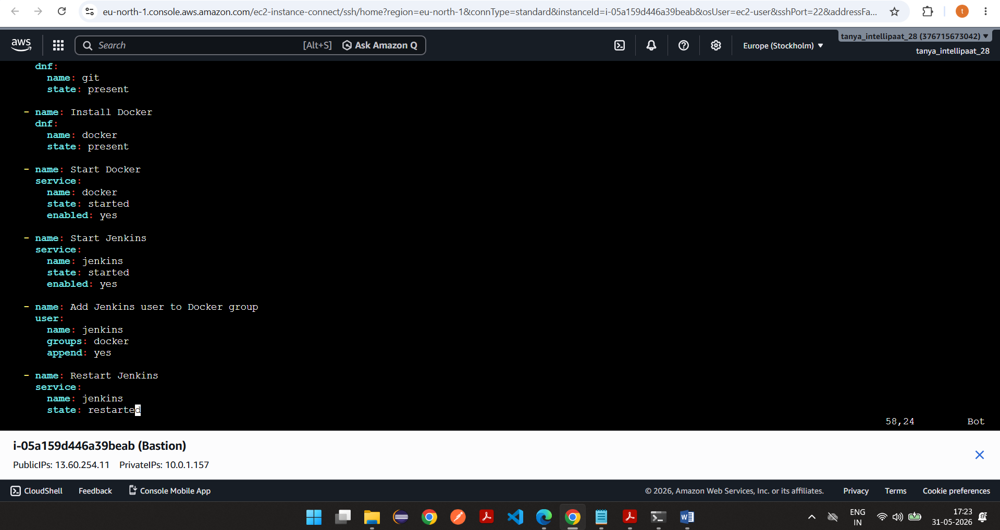 eu-north-1.console.aws.amazon.com/ec2-instance-connect/ssh/home?region=eu-north-1&connType=standard&instanceId=i-05a159d446a39beab&osUser=ec2-user&sshPort=22&addressFa...
t
aws
Search
[Alt+S]
Ask Amazon Q
Europe (Stockholm)
tanya_intellipaat_28 (376715673042)
tanya_intellipaat_28
dnf:
name: git
state: present
- name: Install Docker
dnf:
name: docker
state: present
- name: Start Docker
service:
name: docker
state: started
enabled: yes
- name: Start Jenkins
service:
name: jenkins
state: started
enabled: yes
- name: Add Jenkins user to Docker group
user:
name: jenkins
groups: docker
append: yes
- name: Restart Jenkins
service:
name: jenkins
state: restarted
58,24 Bot
i-05a159d446a39beab (Bastion)
PublicIPs: 13.60.254.11 PrivateIPs: 10.0.1.157
CloudShell Feedback Console Mobile App © 2026, Amazon Web Services, Inc. or its affiliates. Privacy Terms Cookie preferences
ENG
IN
17:23
31-05-2026